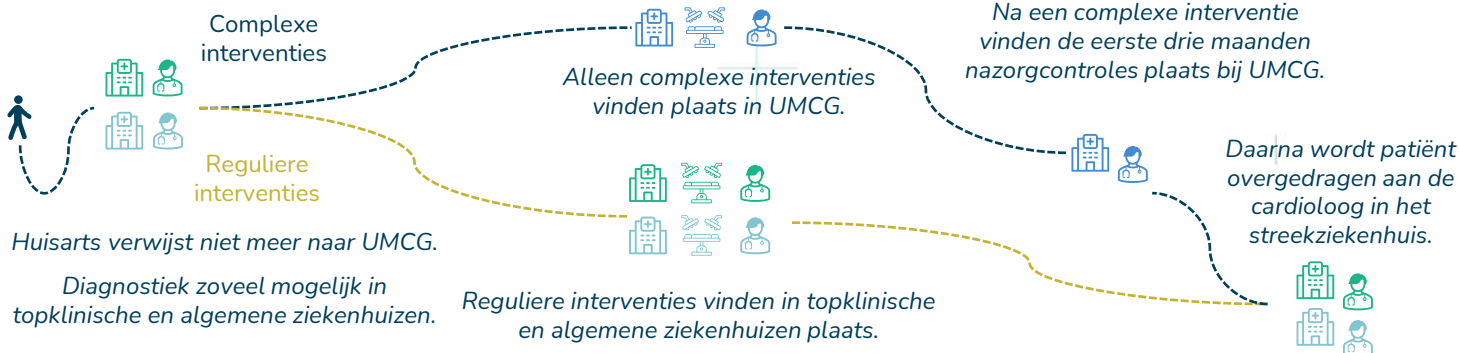 Complexe
interventies
Reguliere
interventies
Huisarts verwijst niet meer naar UMCG.
Diagnostiek zoveel mogelijk in
topklinische en algemene ziekenhuizen.
Alleen complexe interventies
vinden plaats in UMCG.
Reguliere interventies vinden in topklinische
en algemene ziekenhuizen plaats.
Na een complexe interventie
vinden de eerste drie maanden
nazorgcontroles plaats bij UMCG.
Daarna wordt patiënt
overgedragen aan de
cardioloog in het
streekziekenhuis.